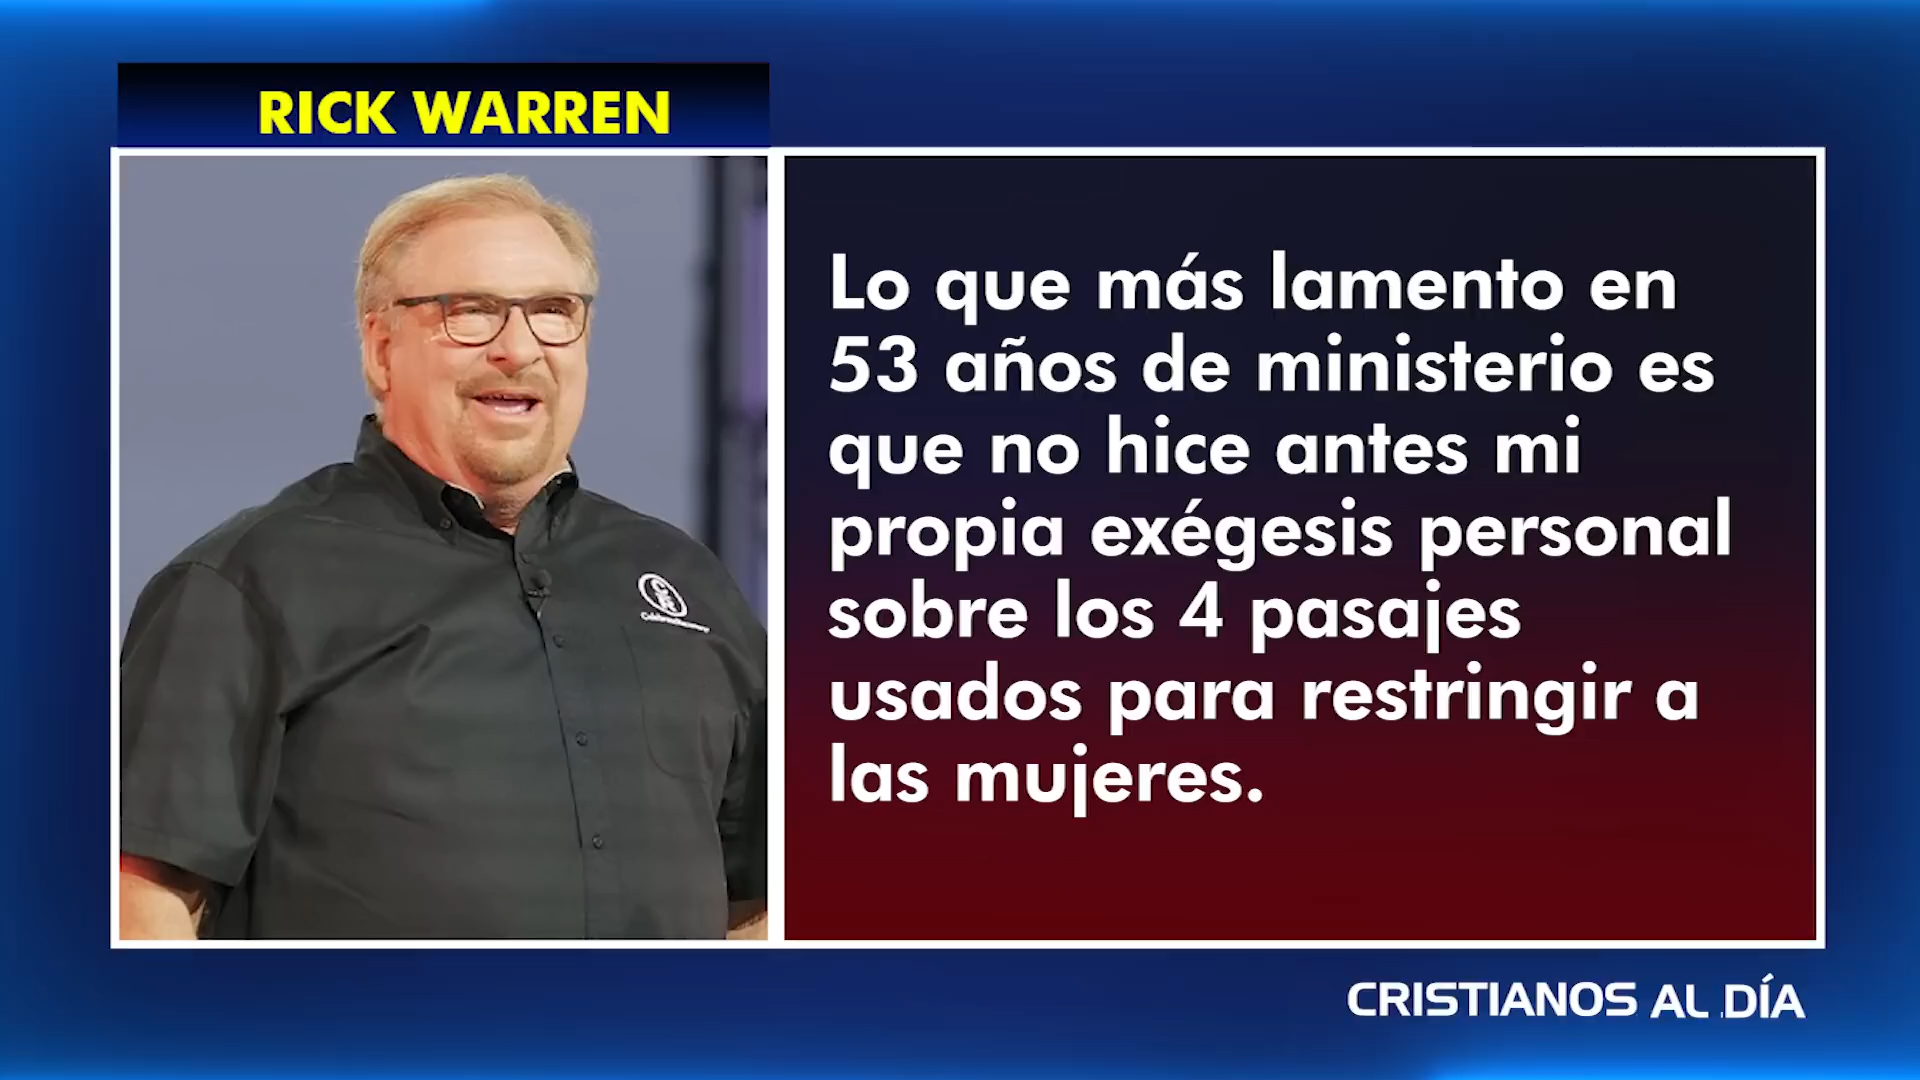 RICK WARREN
Lo que más lamento en
53 años de ministerio es
que no hice antes mi
propia exégesis personal
sobre los 4 pasajes
usados para restringir a
las mujeres.
CRISTIANOS AL DÍA